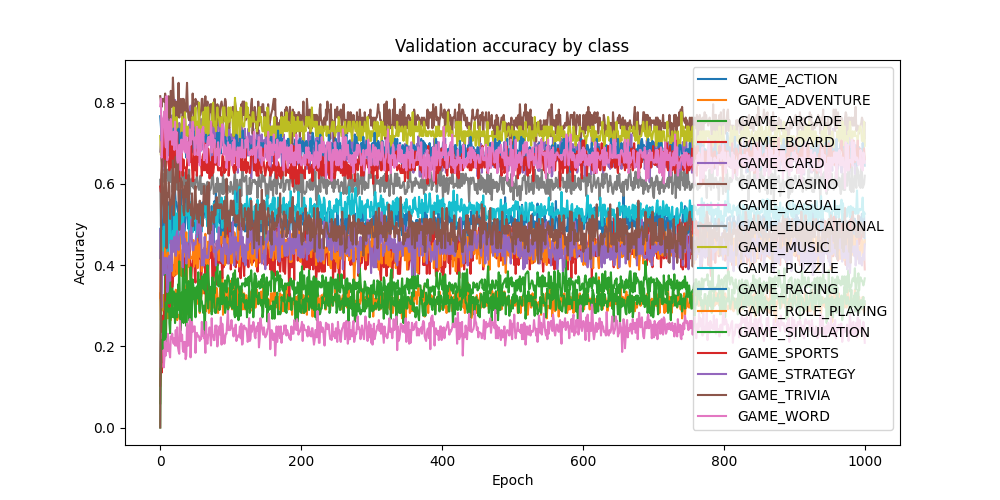 Validation accuracy by class
Accuracy
0.8
0.6
0.4
0.2
0.0
GAME_ACTION
GAME_ADVENTURE
GAME_ARCADE
GAME_BOARD
GAME_CARD
GAME_CASINO
GAME_CASUAL
GAME_EDUCATIONAL
GAME_MUSIC
GAME_PUZZLE
GAME_RACING
GAME_ROLE_PLAYING
GAME_SIMULATION
GAME_SPORTS
GAME_STRATEGY
GAME_TRIVIA
GAME_WORD
0 200 400 600 800 1000
Epoch